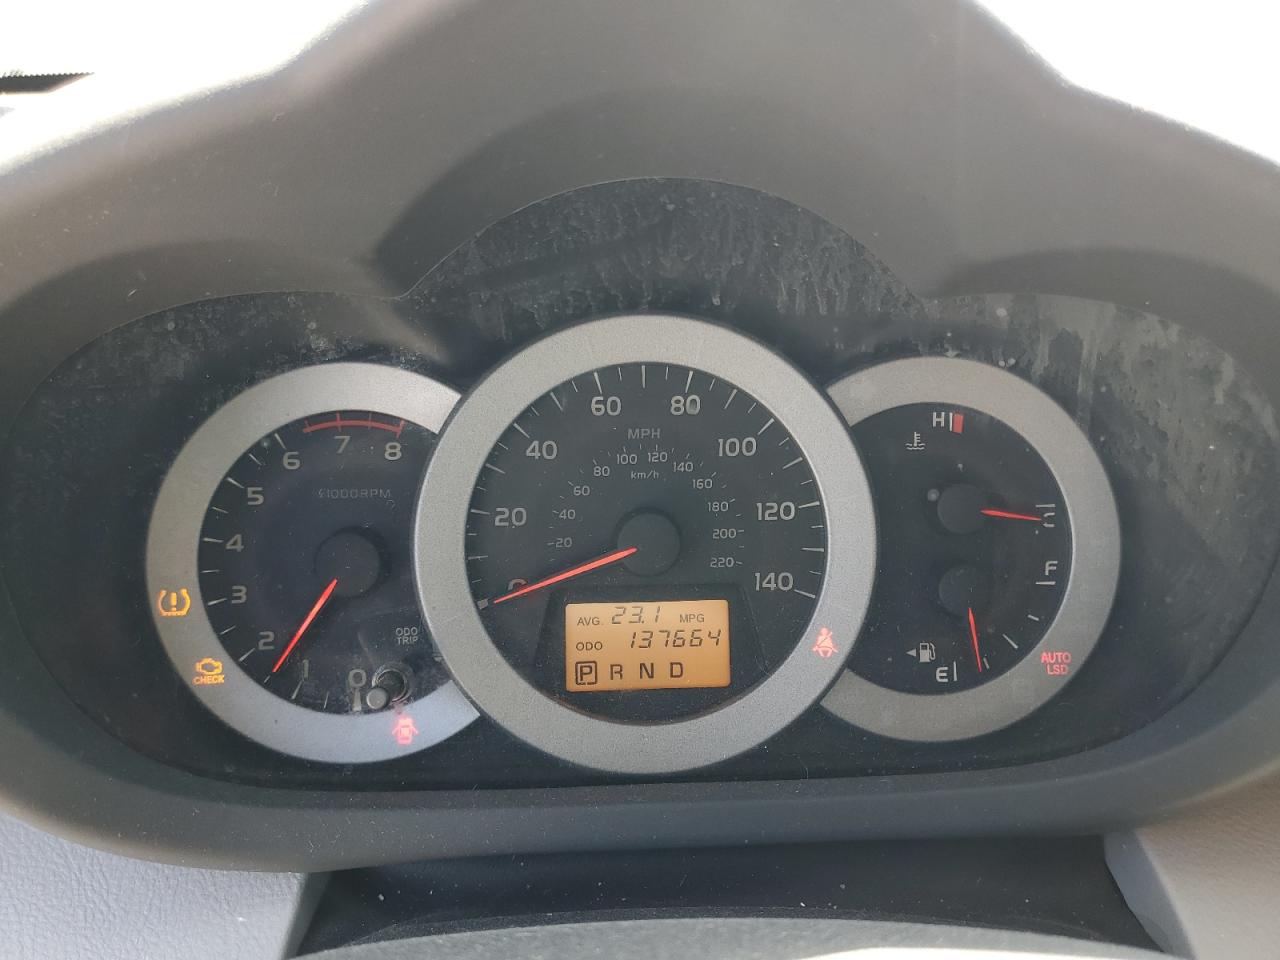 0 1 2 3 4 5 6 7 8
x1000RPM
ODO
TRIP
CHECK
0 20 40 60 80 100 120 140
MPH
20 40 60 80 100 120 140 160 180 200 220
km/h
AVG. 23.1 MPG
ODO 137664
P R N D
H
C
F
E
AUTO
LSD